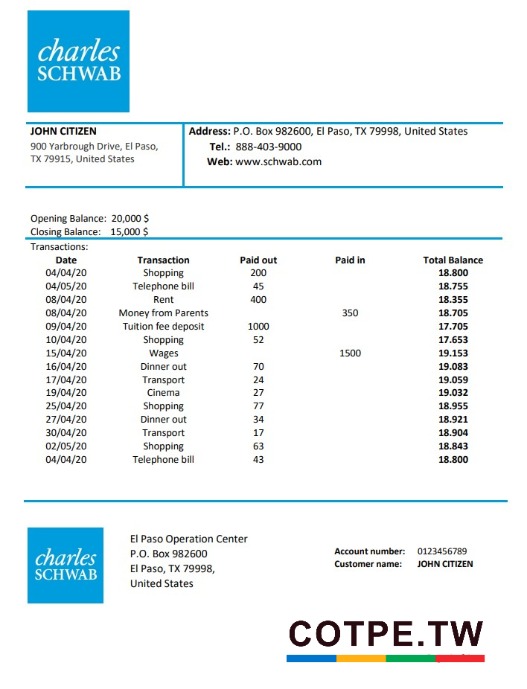 charles
SCHWAB
JOHN CITIZEN
900 Yarbrough Drive, El Paso,
TX 79915, United States
Address: P.O. Box 982600, El Paso, TX 79998, United States
Tel.: 888-403-9000
Web: www.schwab.com
Opening Balance: 20,000 $
Closing Balance: 15,000 $
Transactions:
Date Transaction Paid out Paid in Total Balance
04/04/20 Shopping 200 18.800
04/05/20 Telephone bill 45 18.755
08/04/20 Rent 400 18.355
08/04/20 Money from Parents 350 18.705
09/04/20 Tuition fee deposit 1000 17.705
10/04/20 Shopping 52 17.653
15/04/20 Wages 1500 19.153
16/04/20 Dinner out 70 19.083
17/04/20 Transport 24 19.059
19/04/20 Cinema 27 19.032
25/04/20 Shopping 77 18.955
27/04/20 Dinner out 34 18.921
30/04/20 Transport 17 18.904
02/05/20 Shopping 63 18.843
04/04/20 Telephone bill 43 18.800
charles
SCHWAB
El Paso Operation Center
P.O. Box 982600
El Paso, TX 79998,
United States
Account number: 0123456789
Customer name: JOHN CITIZEN
COTPE.TW